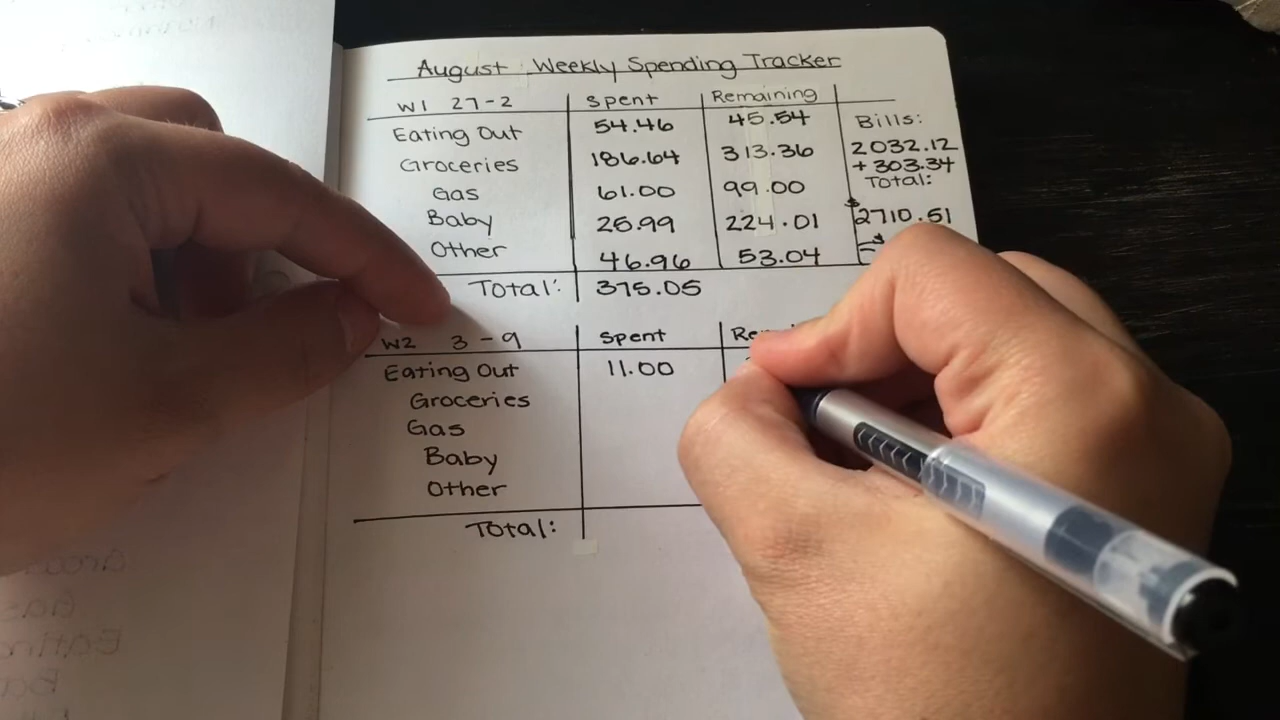 August Weekly Spending Tracker
W1 27-2 Spent Remaining
Eating Out 54.46 45.54 Bills:
Groceries 186.64 313.36 2032.12
+ 303.34
Gas 61.00 99.00 Total:
Baby 25.99 224.01 $2710.51
Other 46.96 53.04
Total: 375.05
W2 3-9 Spent
Eating Out 11.00
Groceries
Gas
Baby
Other
Total: